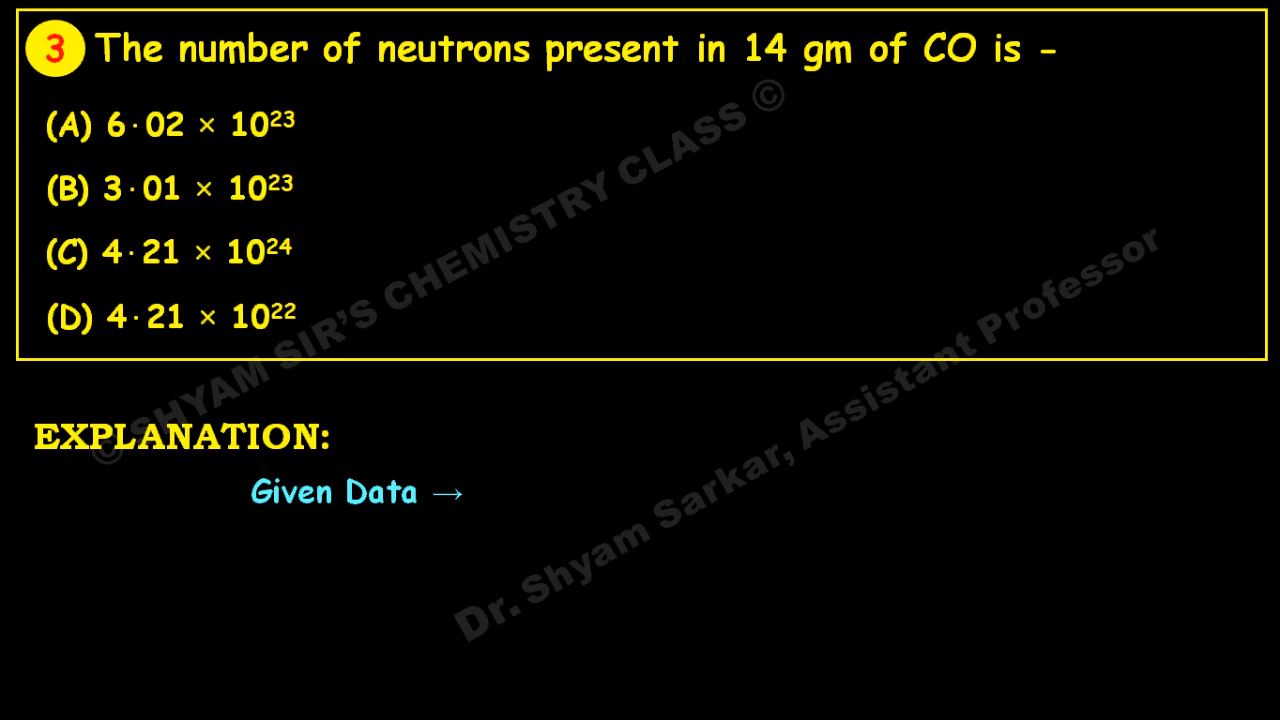 3 The number of neutrons present in 14 gm of CO is -
(A) 6·02 × 10²³
(B) 3·01 × 10²³
(C) 4·21 × 10²⁴
(D) 4·21 × 10²²
© SHYAM SIR'S CHEMISTRY CLASS ©
Dr. Shyam Sarkar, Assistant Professor
EXPLANATION:
Given Data →